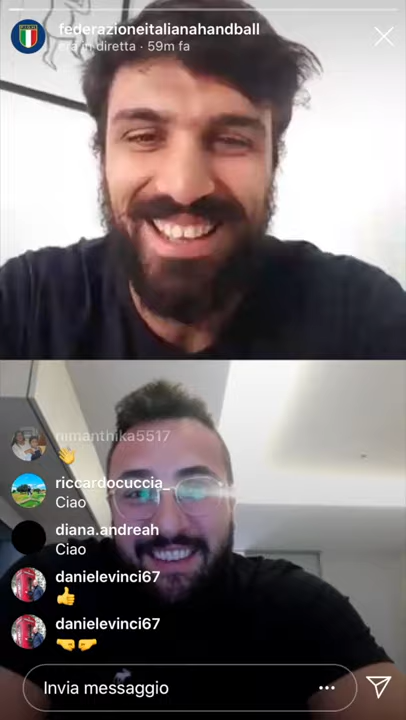 federazioneitalianahandball
era in diretta · 59m fa
nimanthika5517
👋
riccardocuccia_
Ciao
diana.andreah
Ciao
danielevinci67
👍
danielevinci67
🤜🤛
Invia messaggio